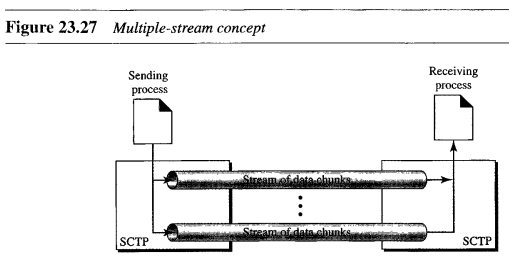 Figure 23.27 Multiple-stream concept
Sending
process
Receiving
process
Stream of data chunks
Stream of data chunks
SCTP
SCTP